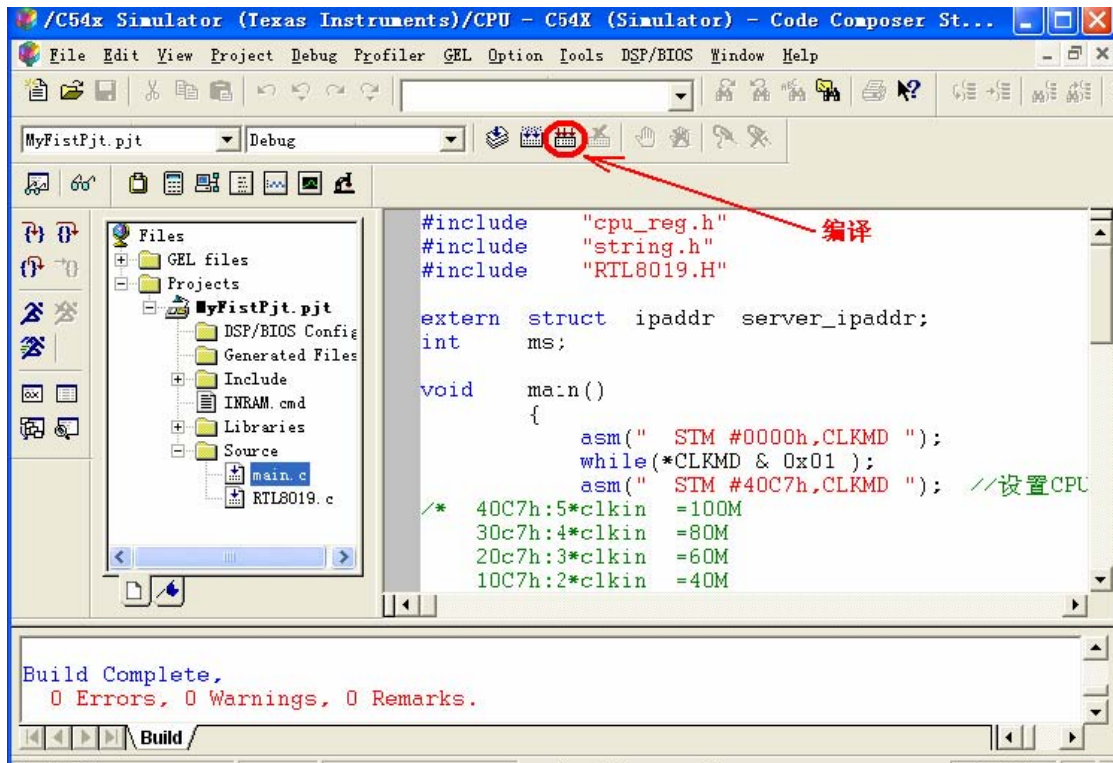 /C54x Simulator (Texas Instruments)/CPU - C54X (Simulator) - Code Composer St...
File Edit View Project Debug Profiler GEL Option Tools DSP/BIOS Window Help
MyFistPjt.pjt Debug
编译
Files
GEL files
Projects
MyFistPjt.pjt
DSP/BIOS Config
Generated Files
Include
INRAM.cmd
Libraries
Source
main.c
RTL8019.c
#include "cpu_reg.h"
#include "string.h"
#include "RTL8019.H"
extern struct ipaddr server_ipaddr;
int ms;
void main()
{
asm(" STM #0000h,CLKMD ");
while(*CLKMD & 0x01 );
asm(" STM #40C7h,CLKMD "); //设置CPU
/* 40C7h:5*clkin =100M
30c7h:4*clkin =80M
20c7h:3*clkin =60M
10C7h:2*clkin =40M
Build Complete,
0 Errors, 0 Warnings, 0 Remarks.
Build